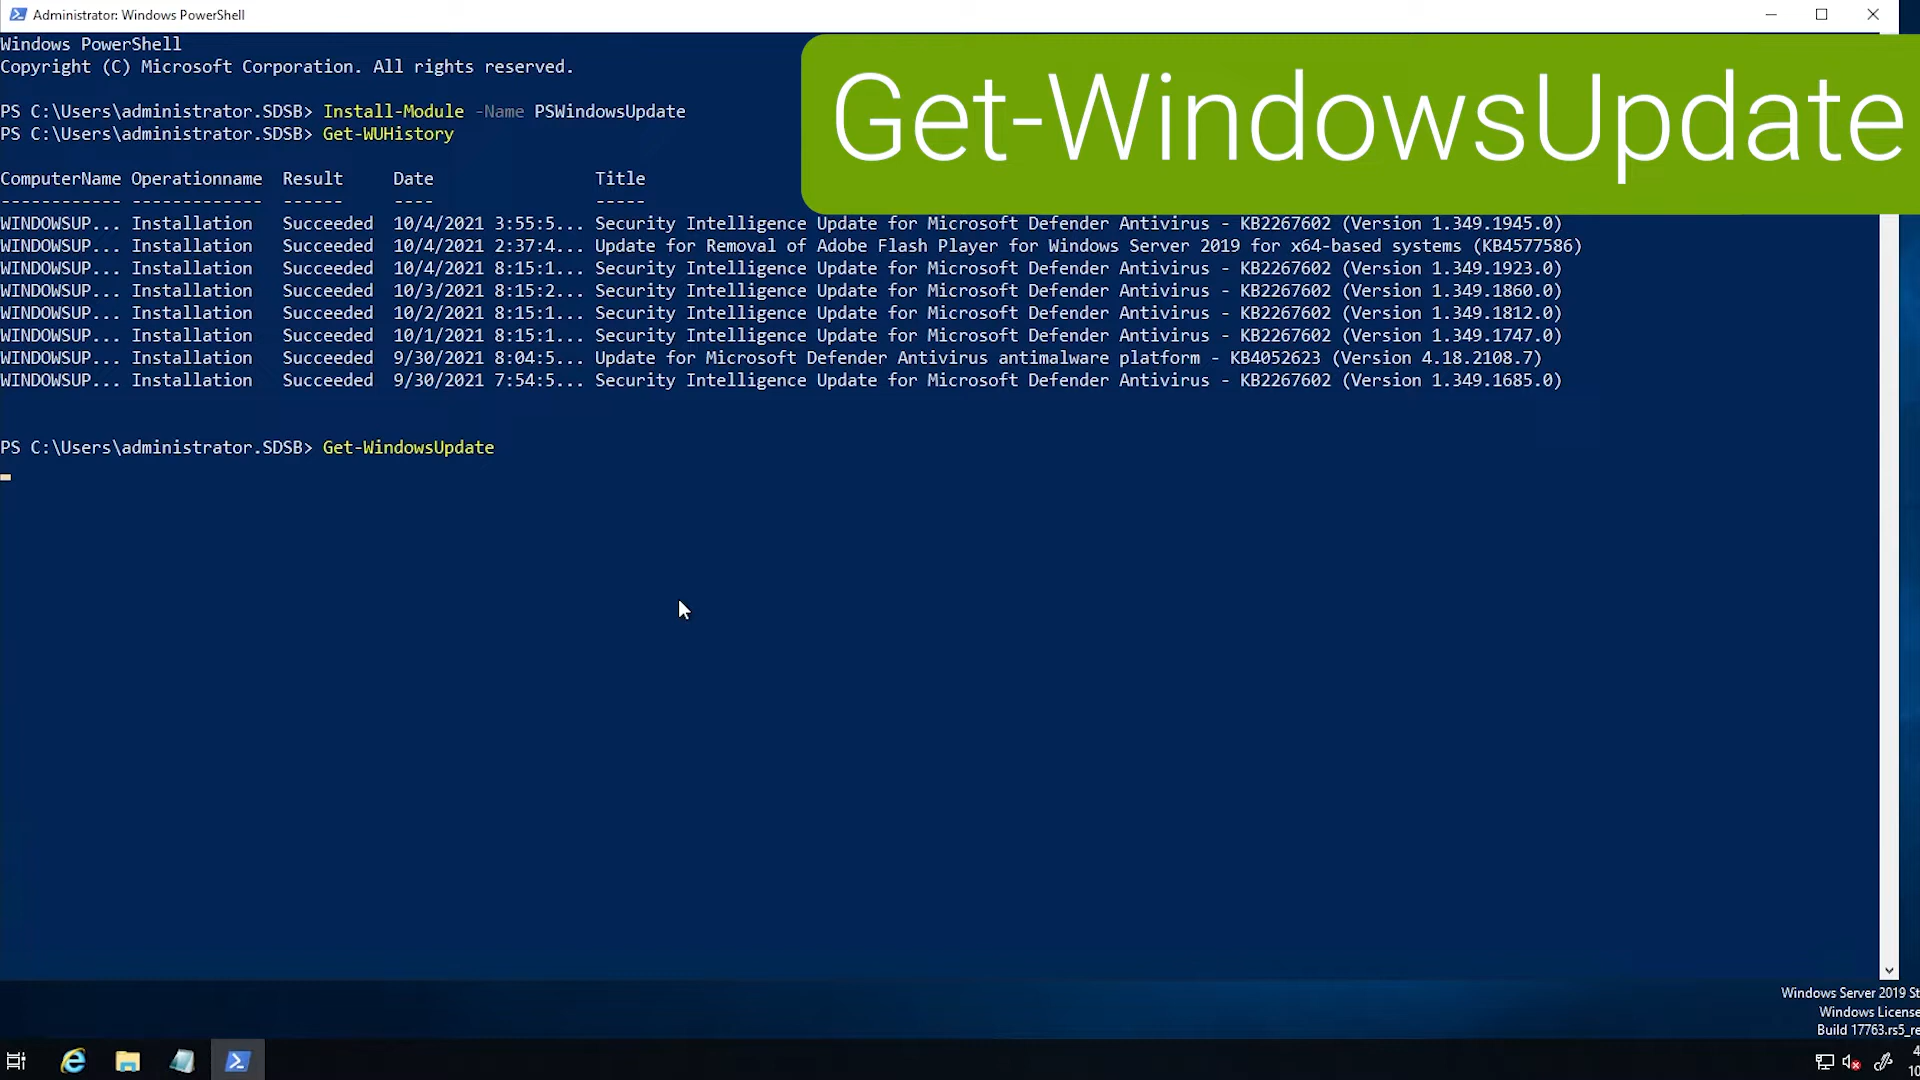 Administrator: Windows PowerShell
Windows PowerShell
Copyright (C) Microsoft Corporation. All rights reserved.
Get-WindowsUpdate
PS C:\Users\administrator.SDSB> Install-Module -Name PSWindowsUpdate
PS C:\Users\administrator.SDSB> Get-WUHistory
ComputerName Operationname Result Date Title
------------ ------------- ------ ---- -----
WINDOWSUP... Installation Succeeded 10/4/2021 3:55:5... Security Intelligence Update for Microsoft Defender Antivirus - KB2267602 (Version 1.349.1945.0)
WINDOWSUP... Installation Succeeded 10/4/2021 2:37:4... Update for Removal of Adobe Flash Player for Windows Server 2019 for x64-based systems (KB4577586)
WINDOWSUP... Installation Succeeded 10/4/2021 8:15:1... Security Intelligence Update for Microsoft Defender Antivirus - KB2267602 (Version 1.349.1923.0)
WINDOWSUP... Installation Succeeded 10/3/2021 8:15:2... Security Intelligence Update for Microsoft Defender Antivirus - KB2267602 (Version 1.349.1860.0)
WINDOWSUP... Installation Succeeded 10/2/2021 8:15:1... Security Intelligence Update for Microsoft Defender Antivirus - KB2267602 (Version 1.349.1812.0)
WINDOWSUP... Installation Succeeded 10/1/2021 8:15:1... Security Intelligence Update for Microsoft Defender Antivirus - KB2267602 (Version 1.349.1747.0)
WINDOWSUP... Installation Succeeded 9/30/2021 8:04:5... Update for Microsoft Defender Antivirus antimalware platform - KB4052623 (Version 4.18.2108.7)
WINDOWSUP... Installation Succeeded 9/30/2021 7:54:5... Security Intelligence Update for Microsoft Defender Antivirus - KB2267602 (Version 1.349.1685.0)
PS C:\Users\administrator.SDSB> Get-WindowsUpdate
Windows Server 2019 St
Windows License
Build 17763.rs5_re
4
10